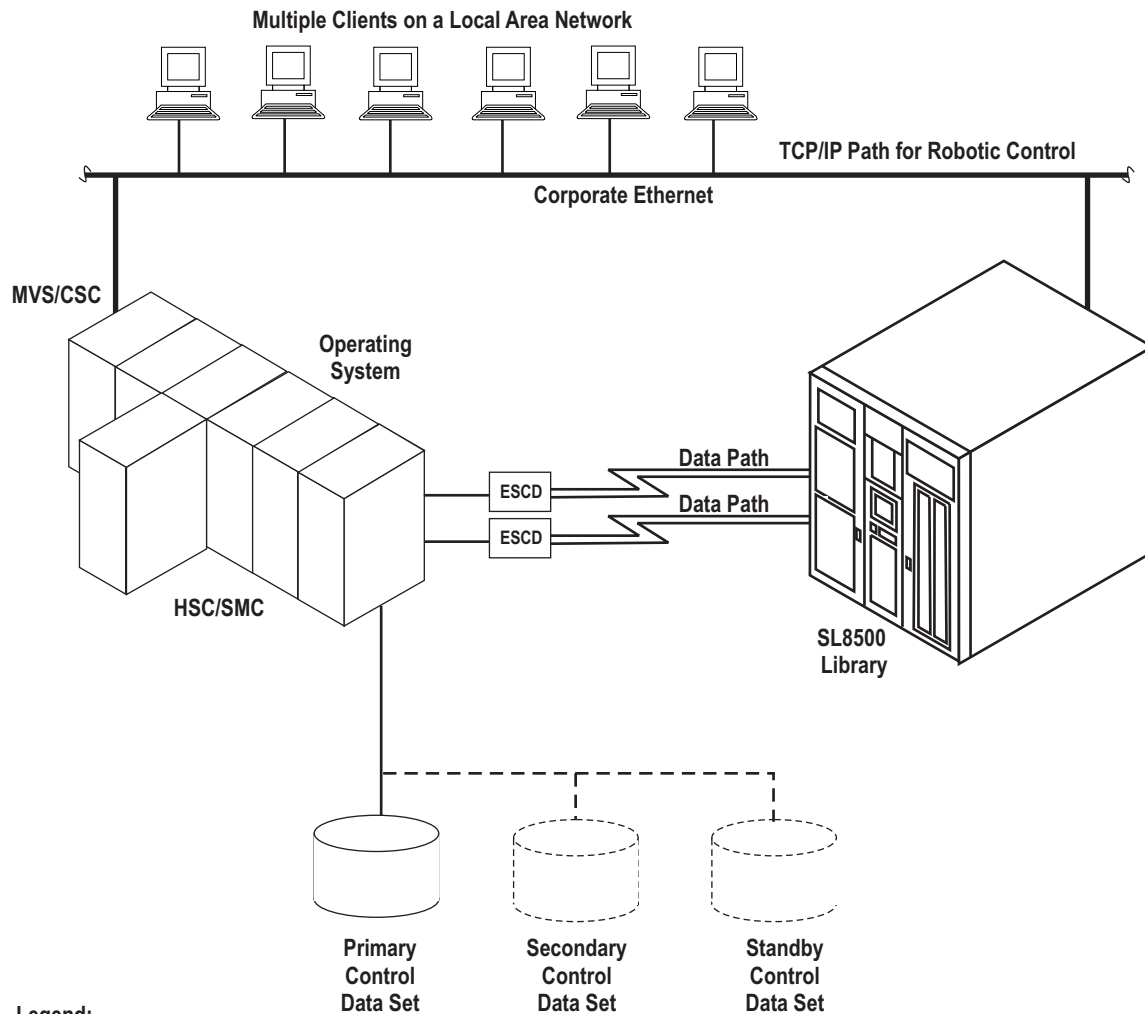 Multiple Clients on a Local Area Network
TCP/IP Path for Robotic Control
Corporate Ethernet
MVS/CSC
Operating
System
Data Path
ESCD
Data Path
ESCD
HSC/SMC
SL8500
Library
Primary
Control
Data Set
Secondary
Control
Data Set
Standby
Control
Data Set
Legend: